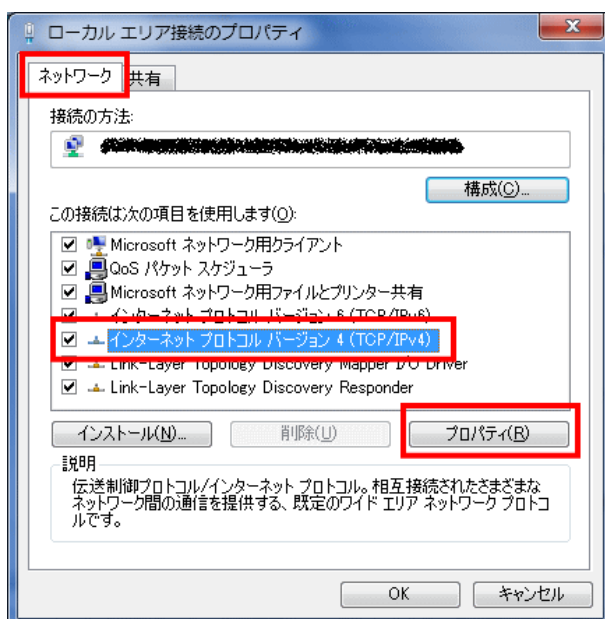 ローカル エリア接続のプロパティ
ネットワーク 共有
接続の方法:
構成(C)...
この接続は次の項目を使用します(O):
Microsoft ネットワーク用クライアント
QoS パケット スケジューラ
Microsoft ネットワーク用ファイルとプリンター共有
インターネット プロトコル バージョン 6 (TCP/IPv6)
インターネット プロトコル バージョン 4 (TCP/IPv4)
Link-Layer Topology Discovery Mapper I/O Driver
Link-Layer Topology Discovery Responder
インストール(N)... 削除(U) プロパティ(R)
説明
伝送制御プロトコル/インターネット プロトコル。相互接続されたさまざまな
ネットワーク間の通信を提供する、既定のワイド エリア ネットワーク プロトコ
ルです。
OK キャンセル